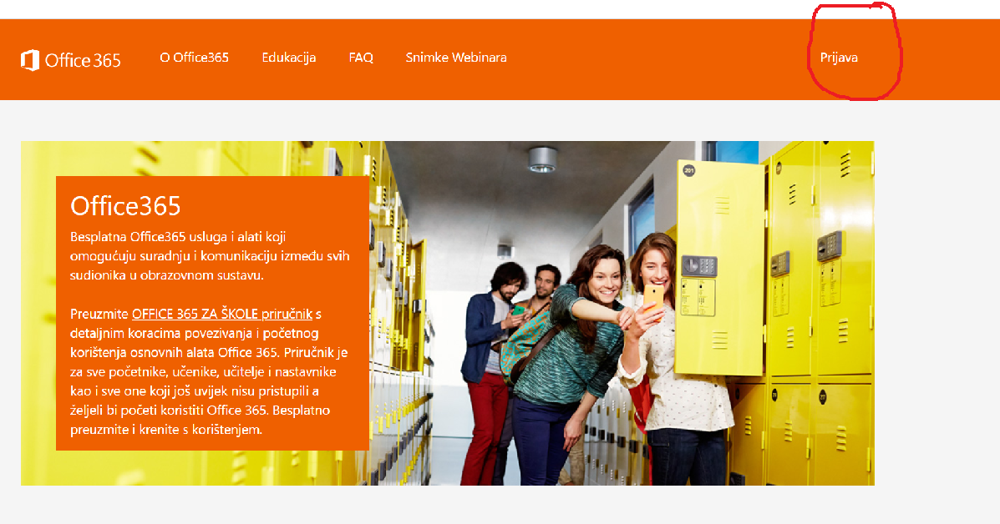 Office 365
O Office365
Edukacija
FAQ
Snimke Webinara
Prijava
Office365
Besplatna Office365 usluga i alati koji
omogućuju suradnju i komunikaciju između svih
sudionika u obrazovnom sustavu.
Preuzmite OFFICE 365 ZA ŠKOLE priručnik s
detaljnim koracima povezivanja i početnog
korištenja osnovnih alata Office 365. Priručnik je
za sve početnike, učenike, učitelje i nastavnike
kao i sve one koji još uvijek nisu pristupili a
željeli bi početi koristiti Office 365. Besplatno
preuzmite i krenite s korištenjem.
201